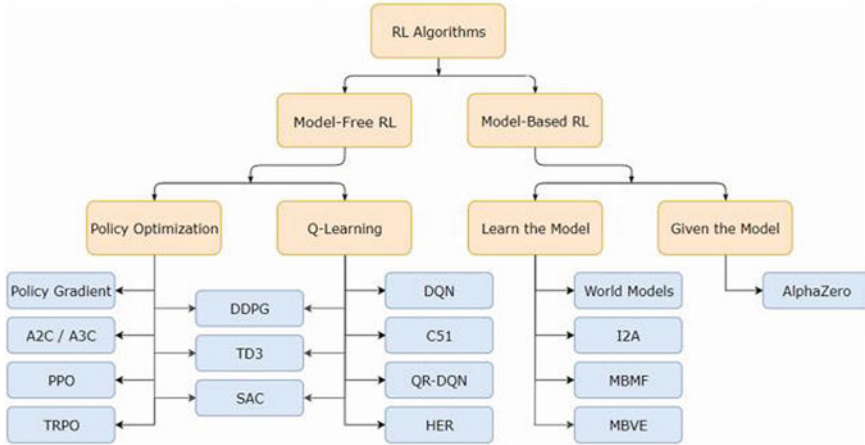 RL Algorithms
Model-Free RL
Model-Based RL
Policy Optimization
Q-Learning
Learn the Model
Given the Model
Policy Gradient
DDPG
DQN
World Models
AlphaZero
A2C / A3C
TD3
C51
I2A
PPO
SAC
QR-DQN
MBMF
TRPO
HER
MBVE